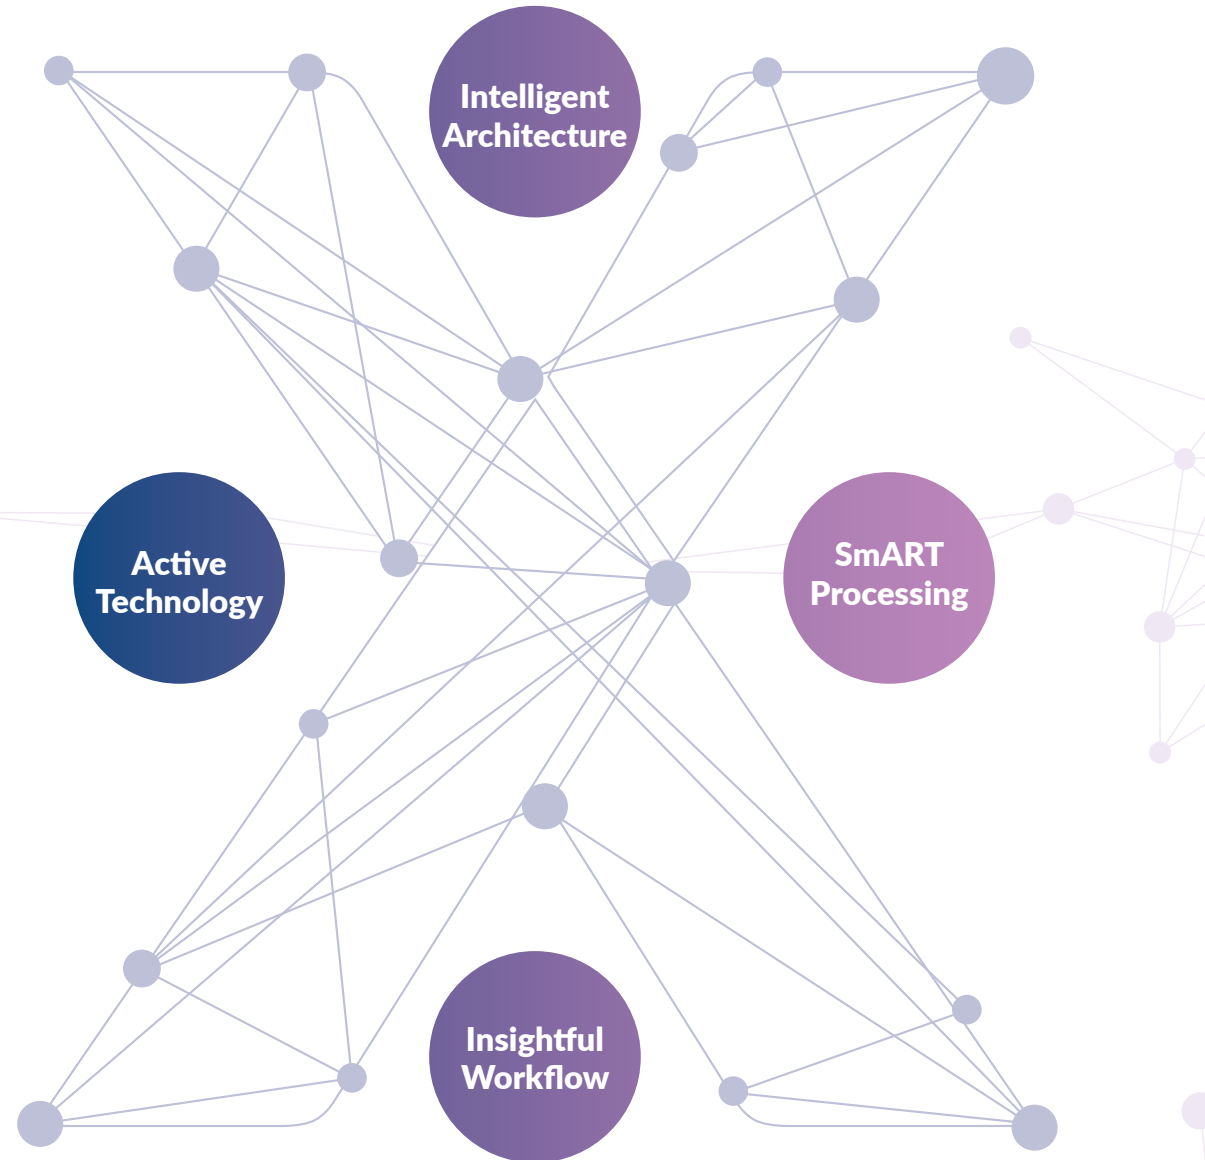 Intelligent
Architecture
Active
Technology
SmART
Processing
Insightful
Workflow